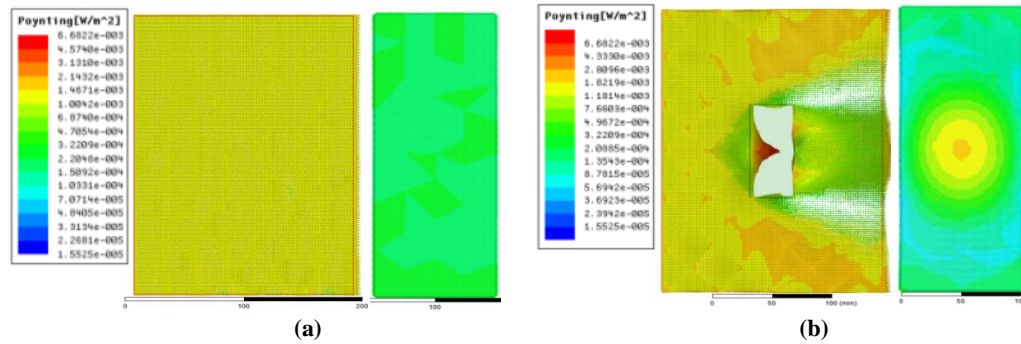 Poynting[W/m^2]
6.6822e-003
4.5740e-003
3.1310e-003
2.1432e-003
1.4671e-003
1.0042e-003
6.8740e-004
4.7054e-004
3.2209e-004
2.2048e-004
1.5092e-004
1.0331e-004
7.0714e-005
4.8405e-005
3.3134e-005
2.2681e-005
1.5525e-005
0 100 200
100
(a)
Poynting[W/m^2]
6.6822e-003
4.3330e-003
2.8096e-003
1.8219e-003
1.1814e-003
7.6603e-004
4.9672e-004
3.2209e-004
2.0885e-004
1.3543e-004
8.7815e-005
5.6942e-005
3.6923e-005
2.3942e-005
1.5525e-005
0 50 100 (mm)
0 50 100
(b)